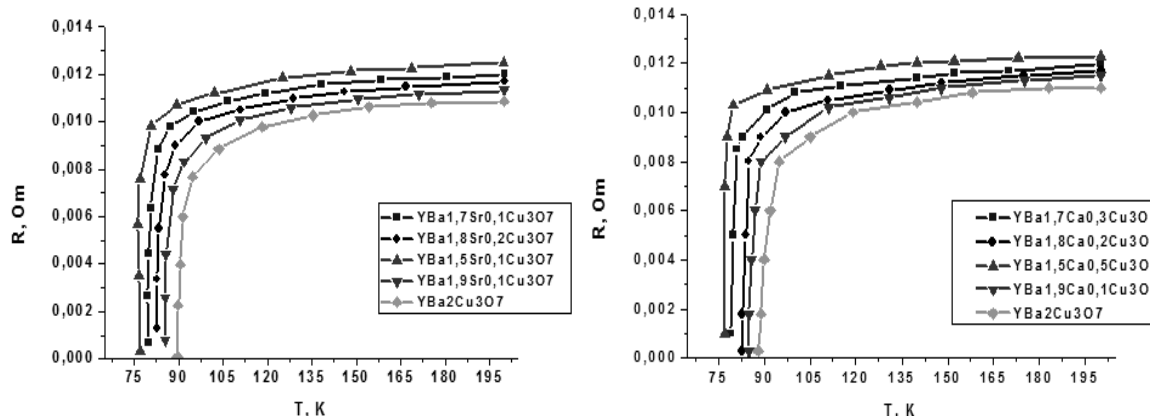 0,014
0,012
0,010
0,008
0,006
0,004
0,002
0,000
R, Om
75 90 120 135 150 165 180 195
T, K
YBa1,7Sr0,1Cu3O7
YBa1,8Sr0,2Cu3O7
YBa1,5Sr0,1Cu3O7
YBa1,9Sr0,1Cu3O7
YBa2Cu3O7
0,014
0,012
0,010
0,008
0,006
0,004
0,002
0,000
R, Om
75 90 120 135 150 165 180 195
T, K
YBa1,7Ca0,3Cu3O
YBa1,8Ca0,2Cu3O
YBa1,5Ca0,5Cu3O
YBa1,9Ca0,1Cu3O
YBa2Cu3O7